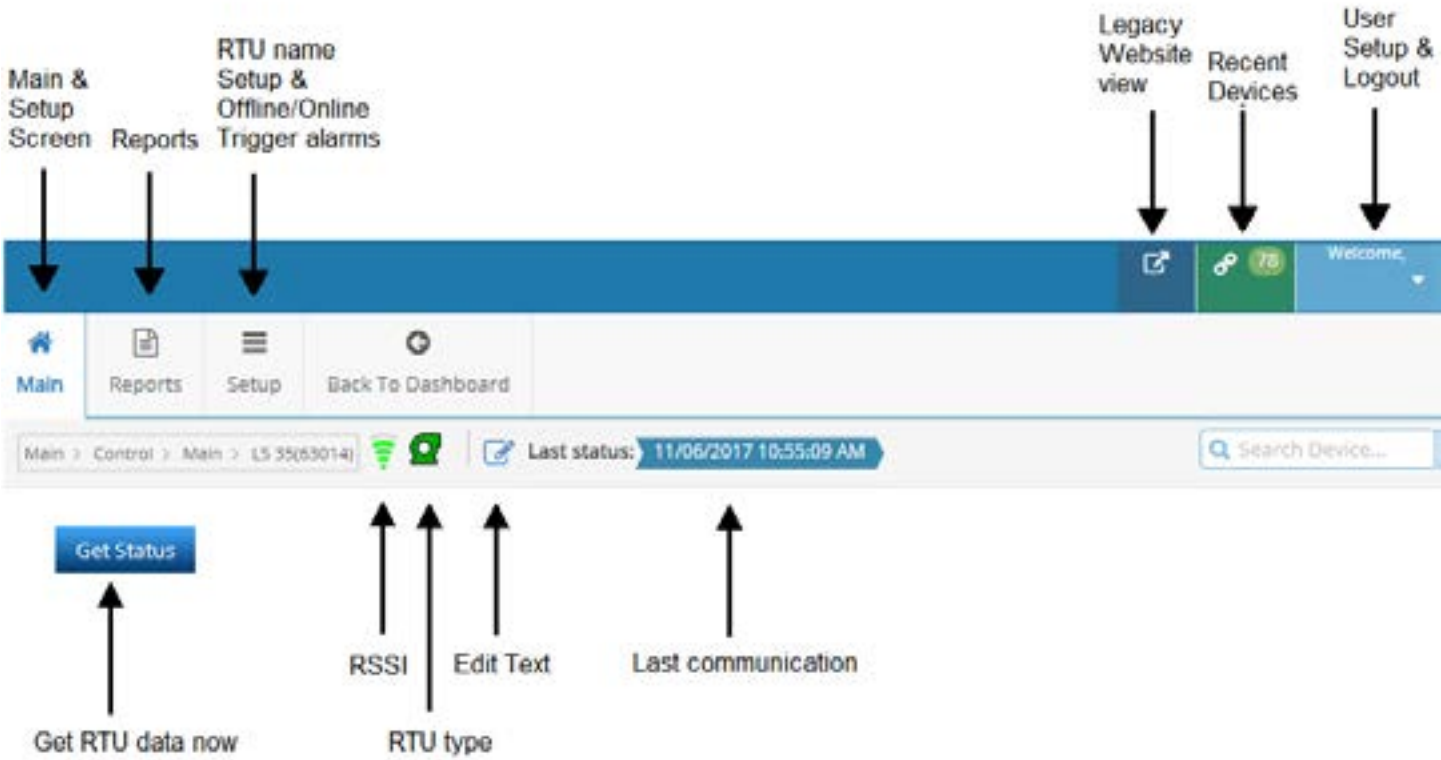 Main &
Setup
Screen
Reports
RTU name
Setup &
Offline/Online
Trigger alarms
Legacy
Website
view
Recent
Devices
User
Setup &
Logout
78
Welcome,
Main
Reports
Setup
Back To Dashboard
Main > Control > Main > LS 35(63014)
Last status: 11/06/2017 10:55:09 AM
Search Device...
Get Status
RSSI
Edit Text
Last communication
Get RTU data now
RTU type